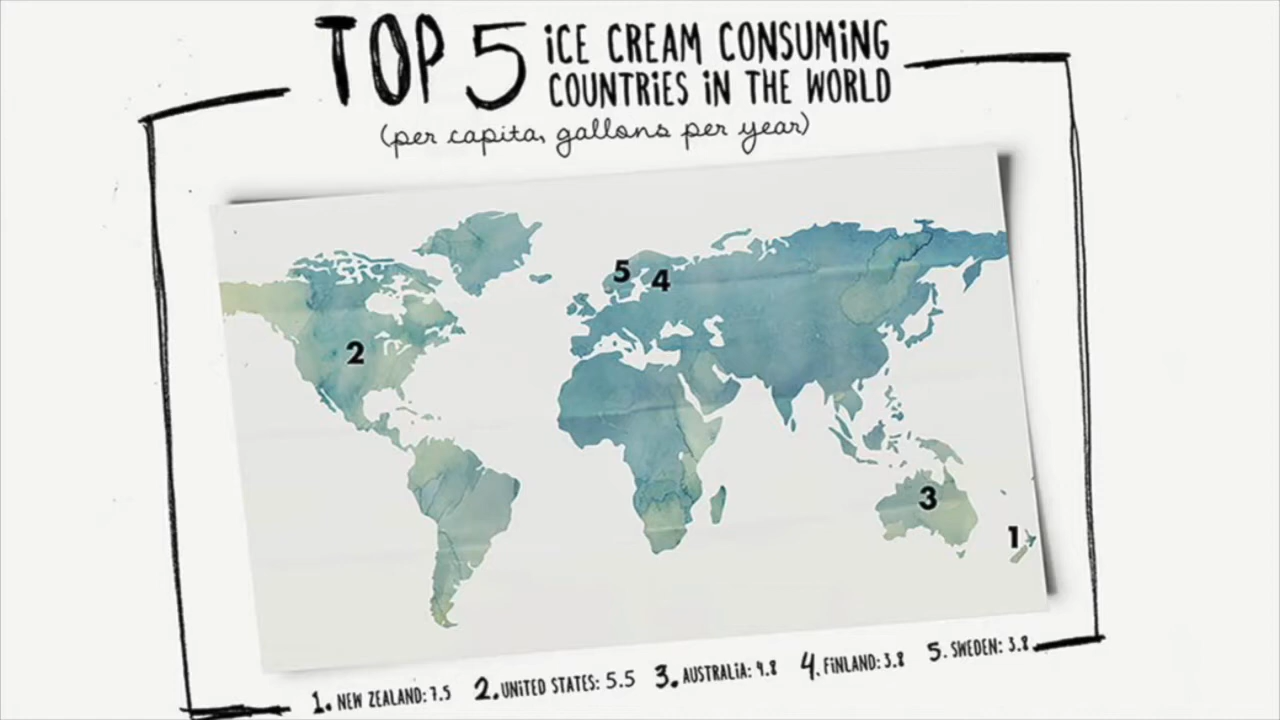 TOP 5 iCE CREAM CONSUMiNG
COUNTRiES iN THE WORLD
(per capita, gallons per year)
5
4
2
3
1
1. NEW ZEALAND: 7.5 2. UNiTED STATES: 5.5 3. AUSTRALiA: 4.8 4. FiNLAND: 3.8 5. SWEDEN: 3.8